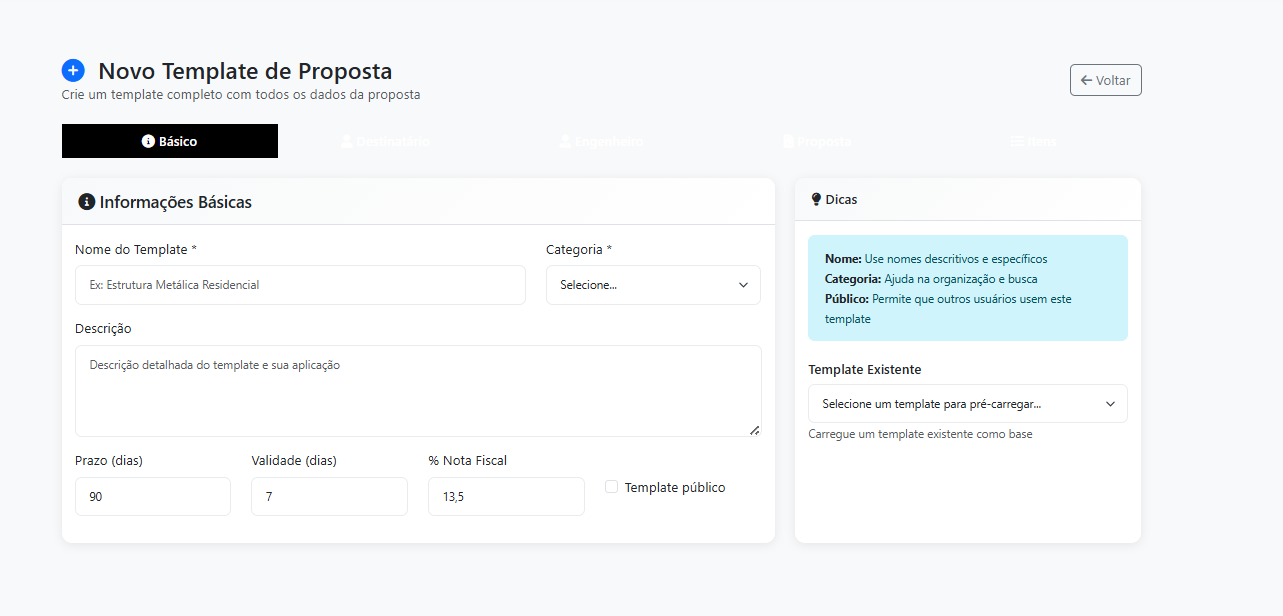 Novo Template de Proposta
Voltar
Crie um template completo com todos os dados da proposta
Básico Destinatário Engenheiro Proposta Itens
Informações Básicas
Nome do Template *
Categoria *
Ex: Estrutura Metálica Residencial
Selecione...
Descrição
Descrição detalhada do template e sua aplicação
Prazo (dias)
Validade (dias)
% Nota Fiscal
90
7
13,5
Template público
Dicas
Nome: Use nomes descritivos e específicos
Categoria: Ajuda na organização e busca
Público: Permite que outros usuários usem este
template
Template Existente
Selecione um template para pré-carregar...
Carregue um template existente como base